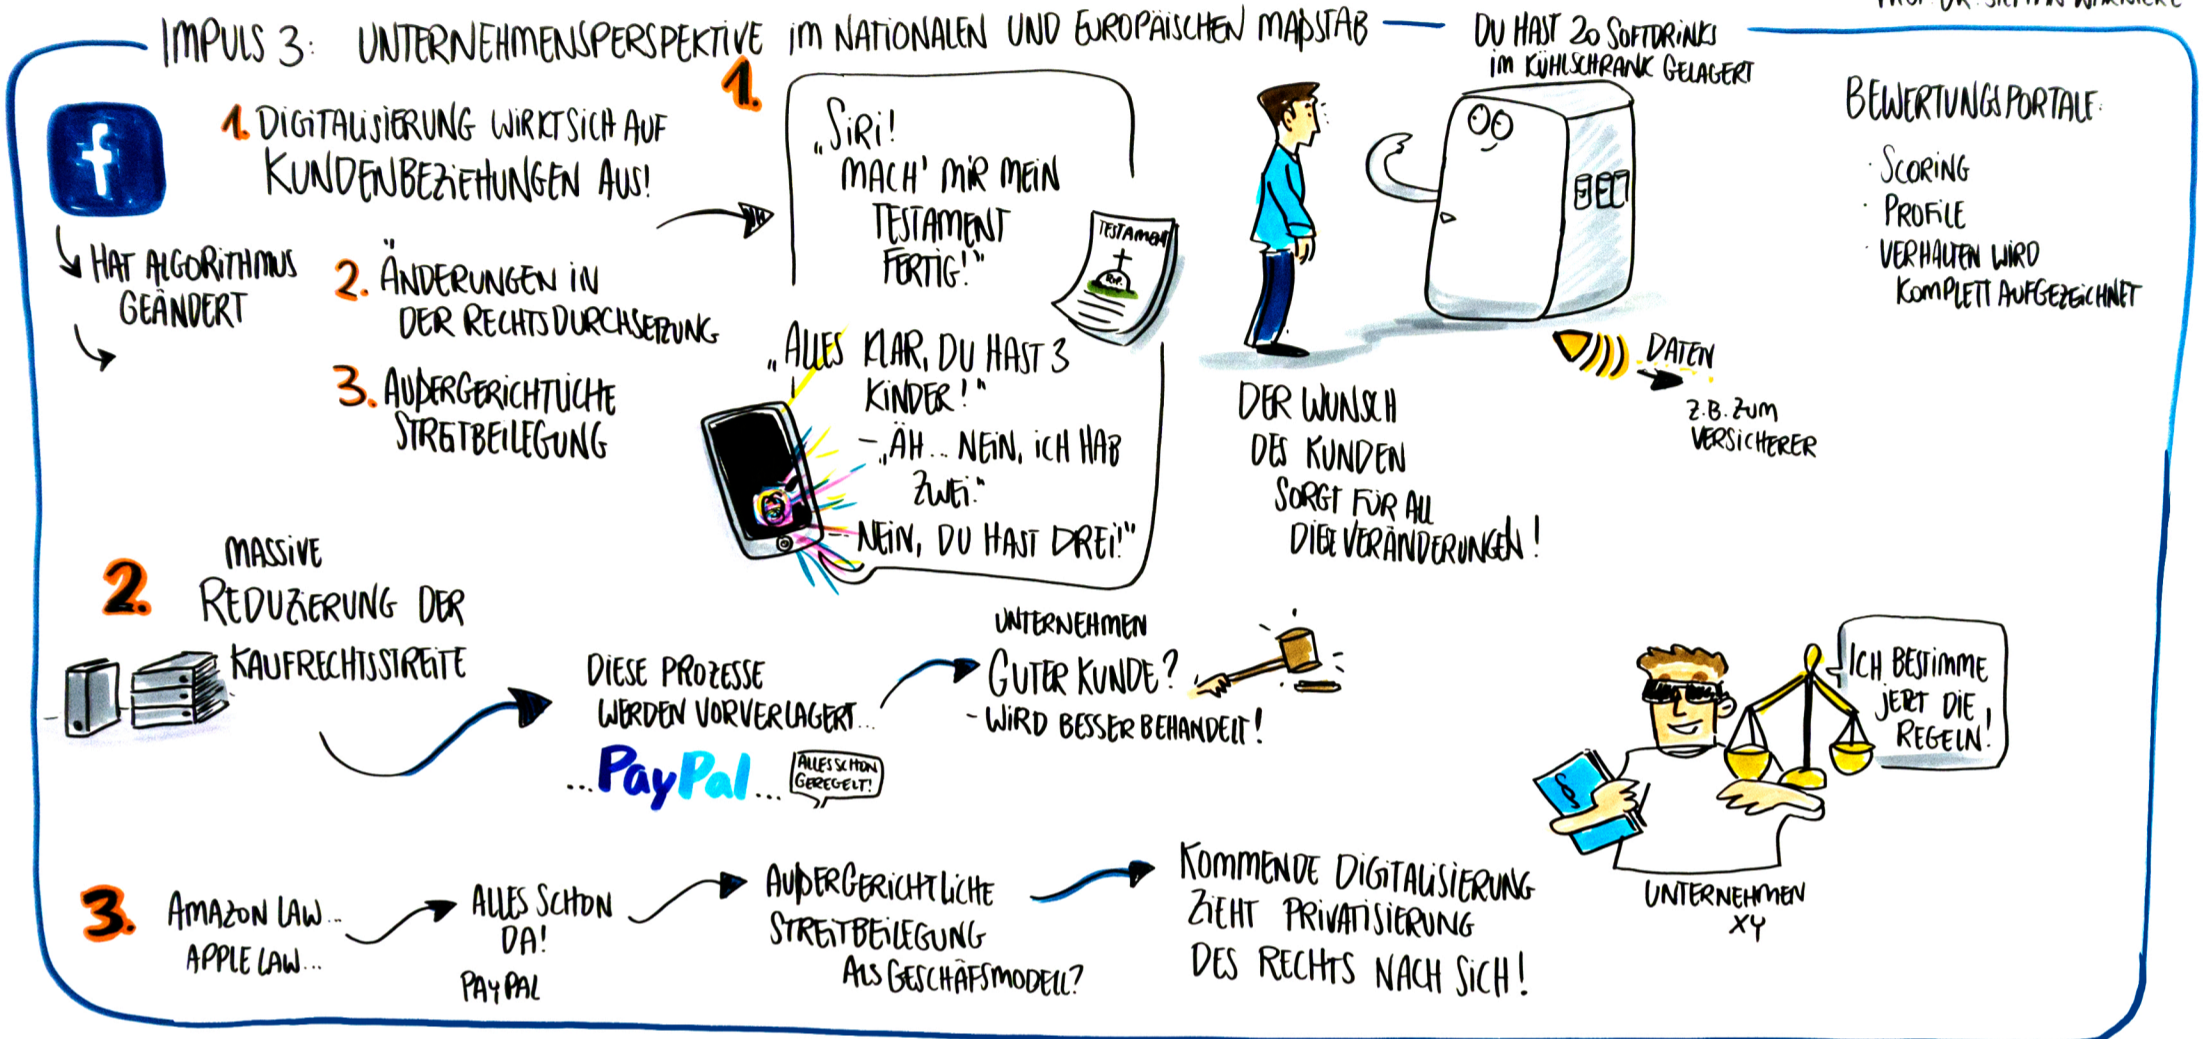 IMPULS 3: UNTERNEHMENSPERSPEKTIVE IM NATIONALEN UND EUROPÄISCHEN MAßSTAB
f
HAT ALGORITHMUS
GEÄNDERT
1. DIGITALISIERUNG WIRKT SICH AUF
KUNDENBEZIEHUNGEN AUS!
2. ÄNDERUNGEN IN
DER RECHTSDURCHSETZUNG
3. AUßERGERICHTLICHE
STREITBEILEGUNG
1.
„SIRI!
MACH' MIR MEIN
TESTAMENT
FERTIG!"
TESTAMENT
R.I.P.
„ALLES KLAR, DU HAST 3
KINDER!"
- „ÄH... NEIN, ICH HAB
ZWEI."
- NEIN, DU HAST DREI!"
DU HAST 20 SOFTDRINKS
IM KÜHLSCHRANK GELAGERT
DATEN
Z.B. ZUM
VERSICHERER
DER WUNSCH
DES KUNDEN
SORGT FÜR ALL
DIESE VERÄNDERUNGEN!
BEWERTUNGSPORTALE:
· SCORING
· PROFILE
· VERHALTEN WIRD
KOMPLETT AUFGEZEICHNET
2. MASSIVE
REDUZIERUNG DER
KAUFRECHTSSTREITE
DIESE PROZESSE
WERDEN VORVERLAGERT...
...PayPal...
ALLES SCHON
GEREGELT!
UNTERNEHMEN
GUTER KUNDE?
- WIRD BESSER BEHANDELT!
ICH BESTIMME
JETZT DIE
REGELN!
§
UNTERNEHMEN
XY
3. AMAZON LAW...
APPLE LAW...
ALLES SCHON
DA!
PAYPAL
AUßERGERICHTLICHE
STREITBEILEGUNG
ALS GESCHÄFSMODELL?
KOMMENDE DIGITALISIERUNG
ZIEHT PRIVATISIERUNG
DES RECHTS NACH SICH!